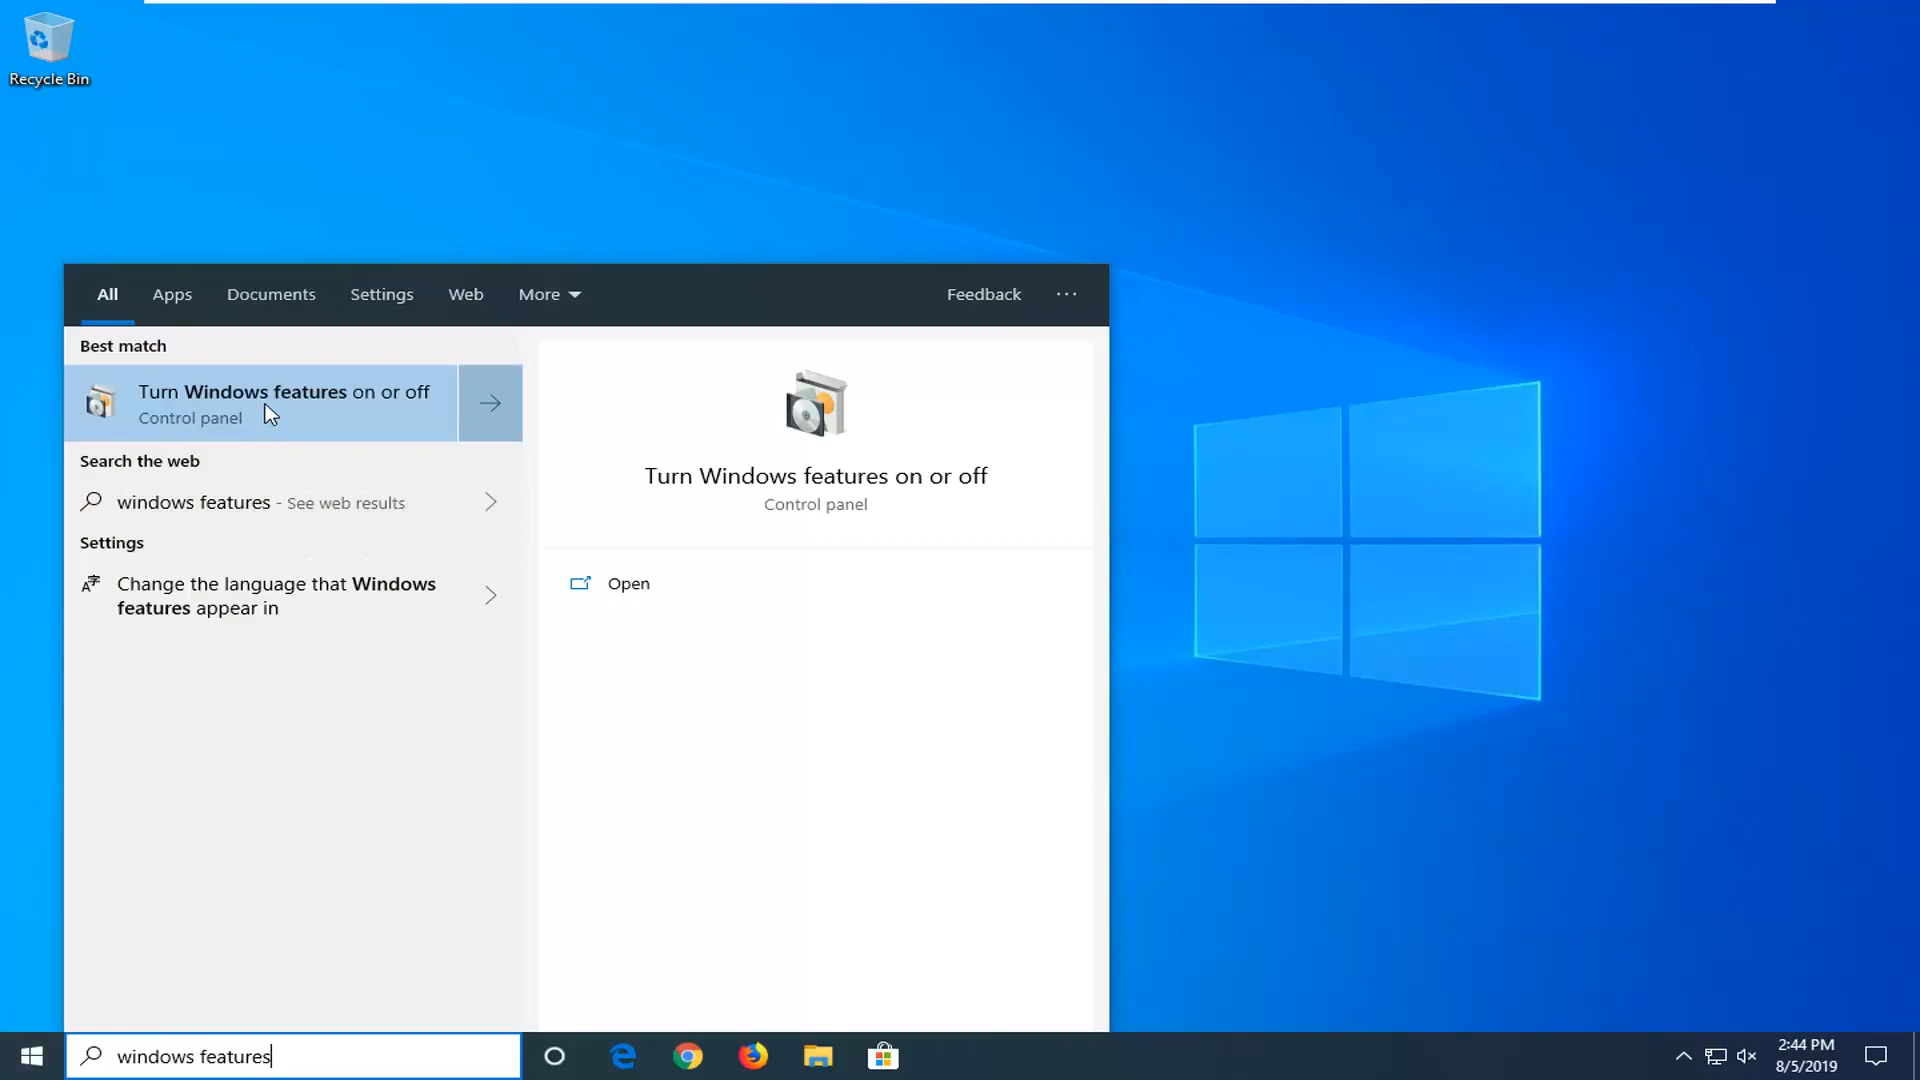 Recycle Bin
All Apps Documents Settings Web More Feedback ···
Best match
Turn Windows features on or off
Control panel
Search the web
windows features - See web results
Settings
Change the language that Windows
features appear in
Turn Windows features on or off
Control panel
Open
windows features
2:44 PM
8/5/2019